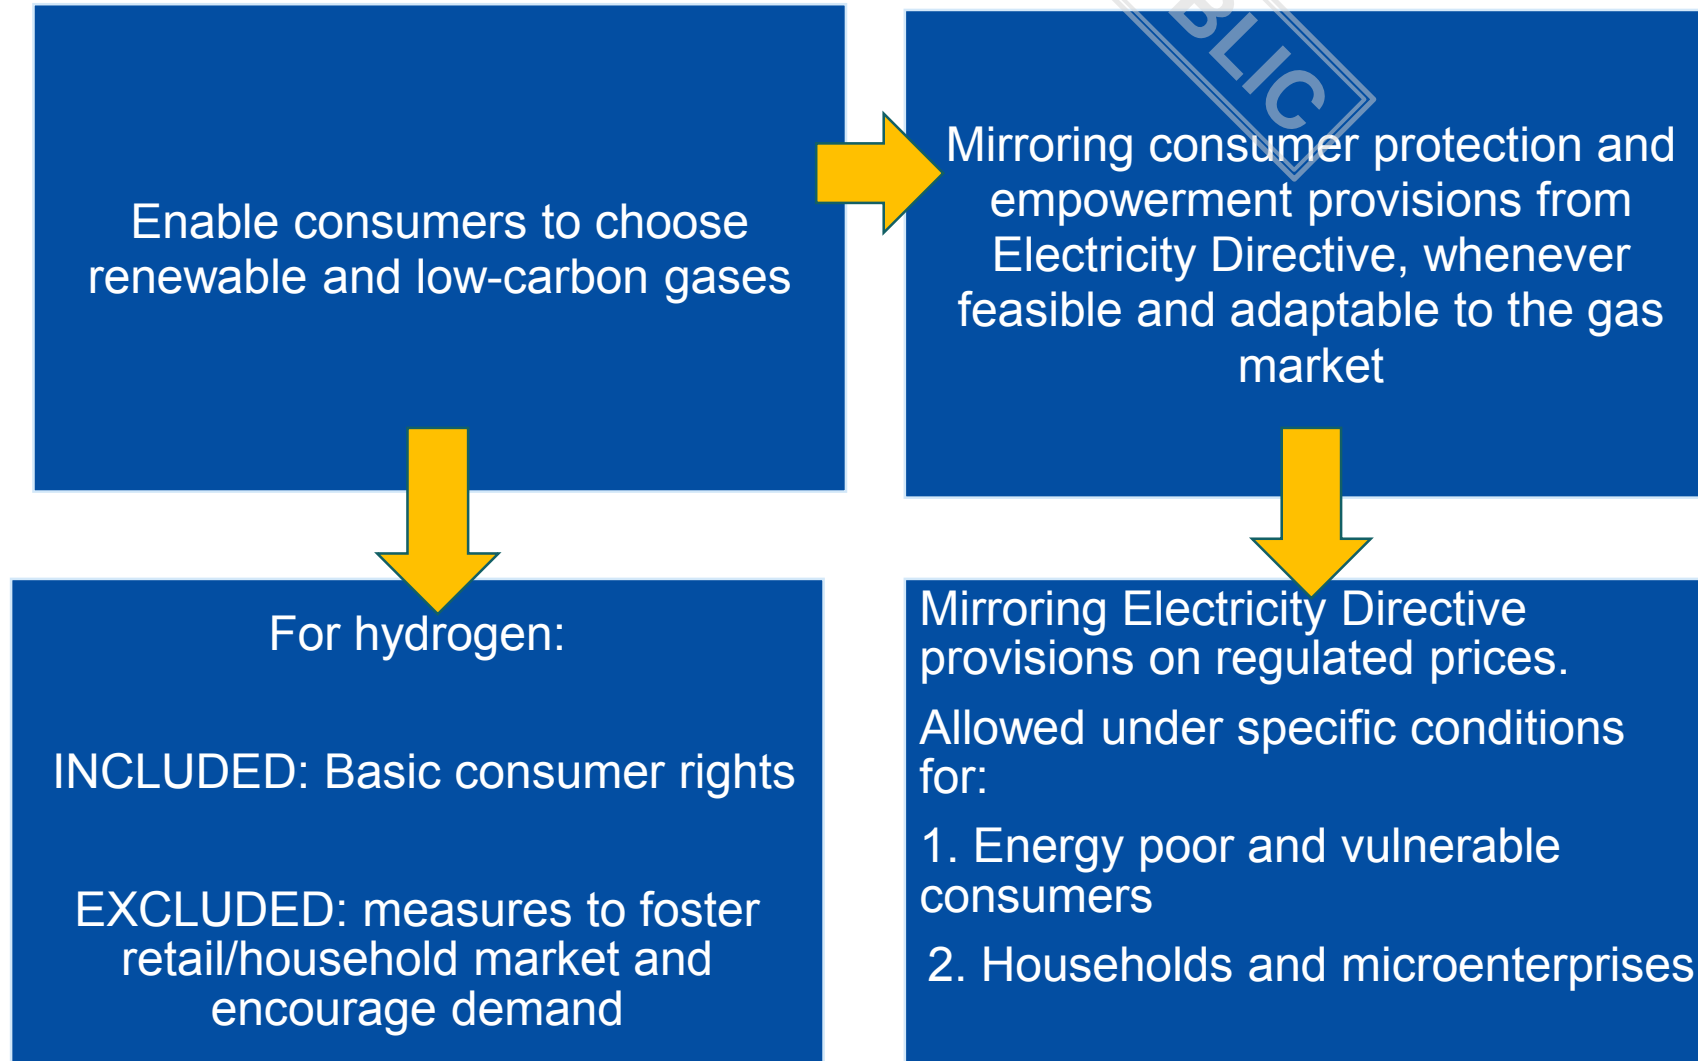 Enable consumers to choose
renewable and low-carbon gases
BLIC
Mirroring consumer protection and
empowerment provisions from
Electricity Directive, whenever
feasible and adaptable to the gas
market
For hydrogen:
INCLUDED: Basic consumer rights
EXCLUDED: measures to foster
retail/household market and
encourage demand
Mirroring Electricity Directive
provisions on regulated prices.
Allowed under specific conditions
for:
1. Energy poor and vulnerable
consumers
2. Households and microenterprises